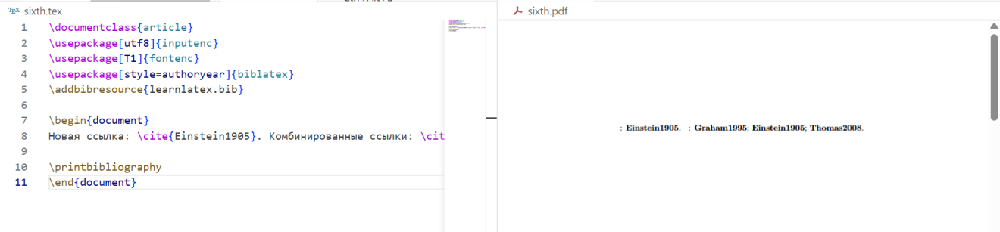 sixth.tex
sixth.pdf
1 \documentclass{article}
2 \usepackage[utf8]{inputenc}
3 \usepackage[T1]{fontenc}
4 \usepackage[style=authoryear]{biblatex}
5 \addbibresource{learnlatex.bib}
6
7 \begin{document}
8 Новая ссылка: \cite{Einstein1905}. Комбинированные ссылки: \cit
9
10 \printbibliography
11 \end{document}
: Einstein1905. : Graham1995; Einstein1905; Thomas2008.